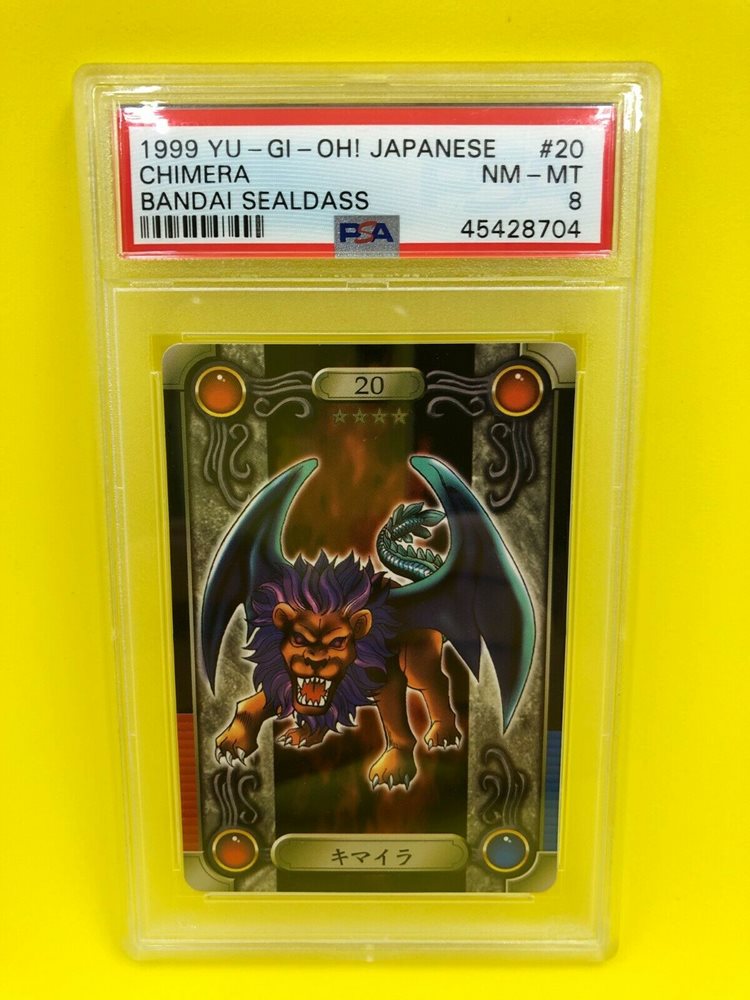 1999 YU-GI-OH! JAPANESE #20
CHIMERA NM-MT
BANDAI SEALDASS 8
PSA 45428704
20
キマイラ